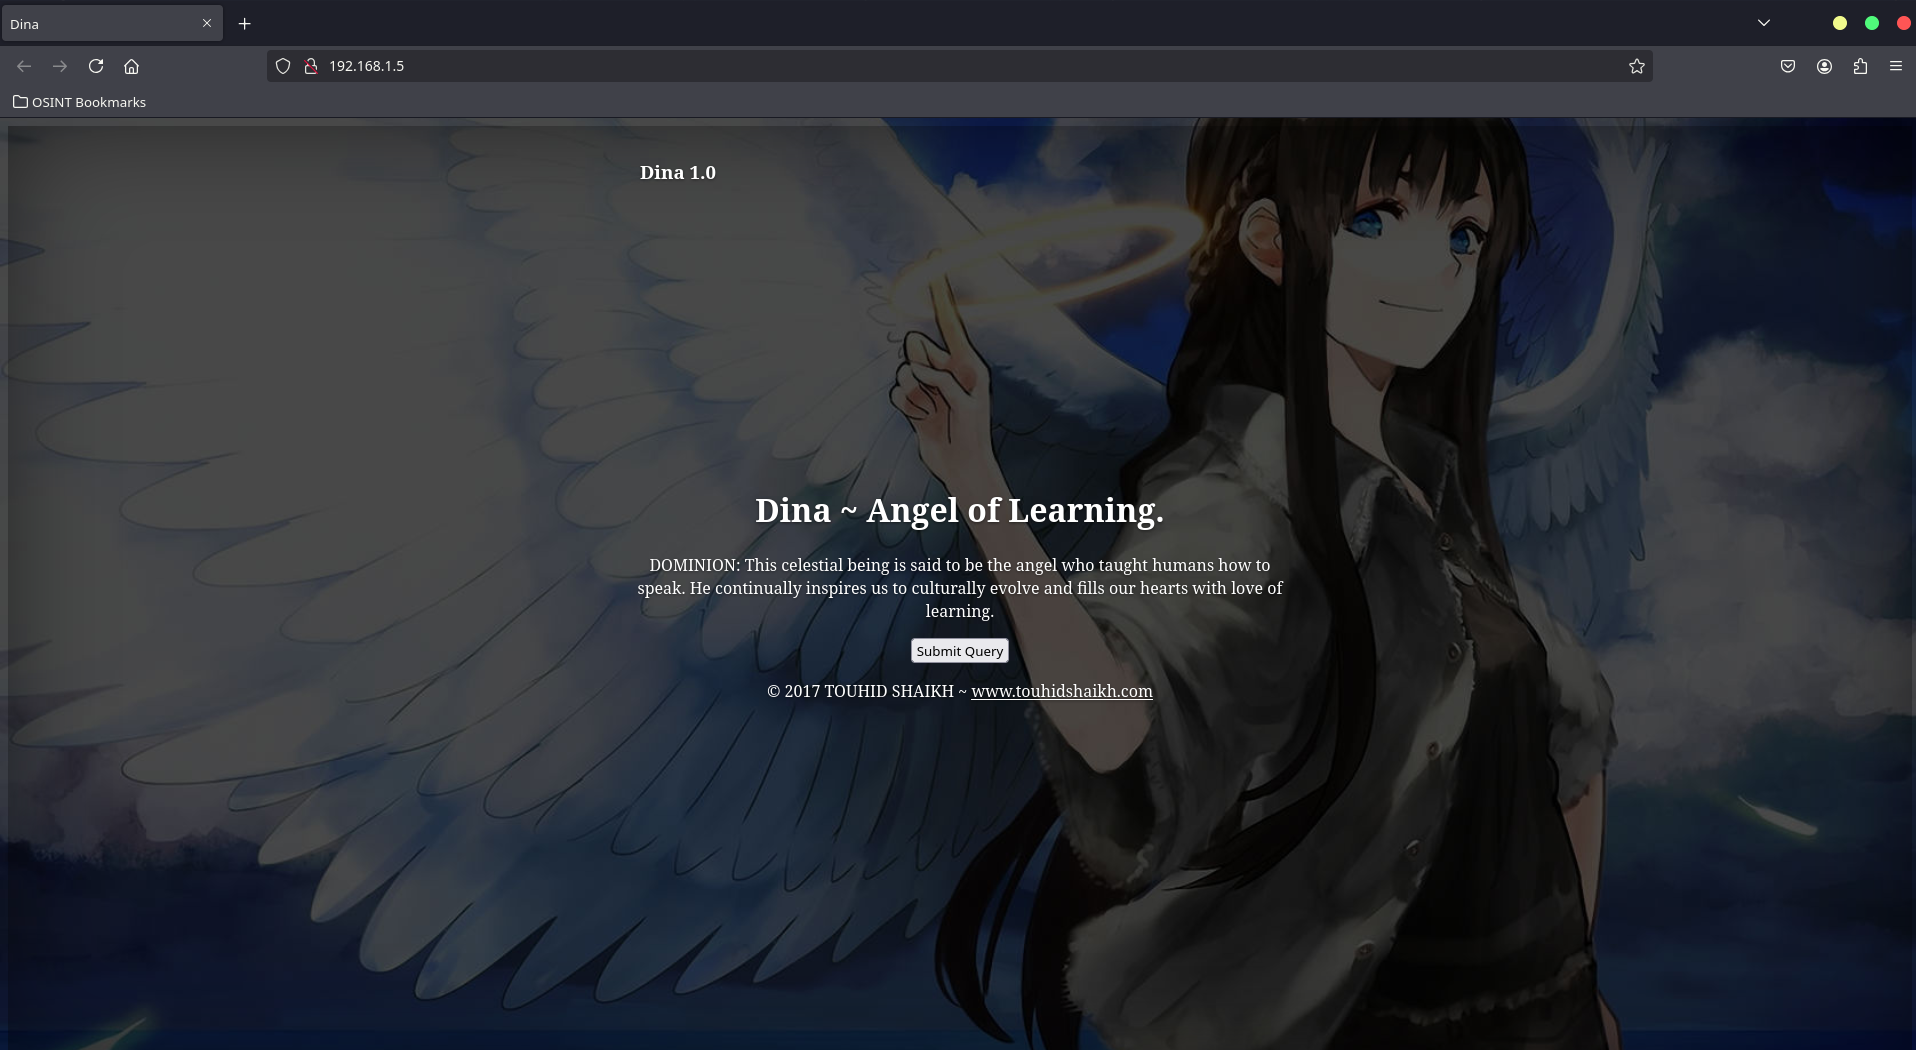 Dina
192.168.1.5
OSINT Bookmarks
Dina 1.0
Dina ~ Angel of Learning.
DOMINION: This celestial being is said to be the angel who taught humans how to
speak. He continually inspires us to culturally evolve and fills our hearts with love of
learning.
Submit Query
© 2017 TOUHID SHAIKH ~ www.touhidshaikh.com